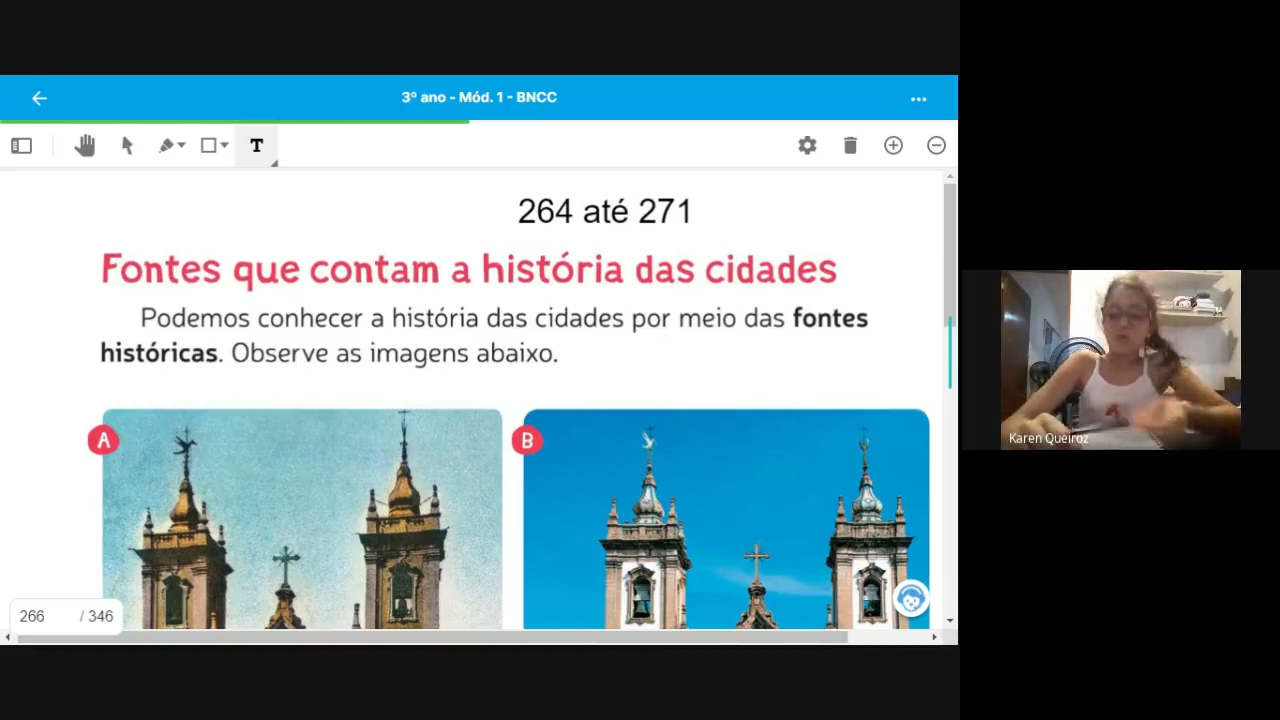 3º ano - Mód. 1 - BNCC
T
264 até 271
Fontes que contam a história das cidades
Podemos conhecer a história das cidades por meio das fontes
históricas. Observe as imagens abaixo.
A
B
266 / 346
Karen Queiroz